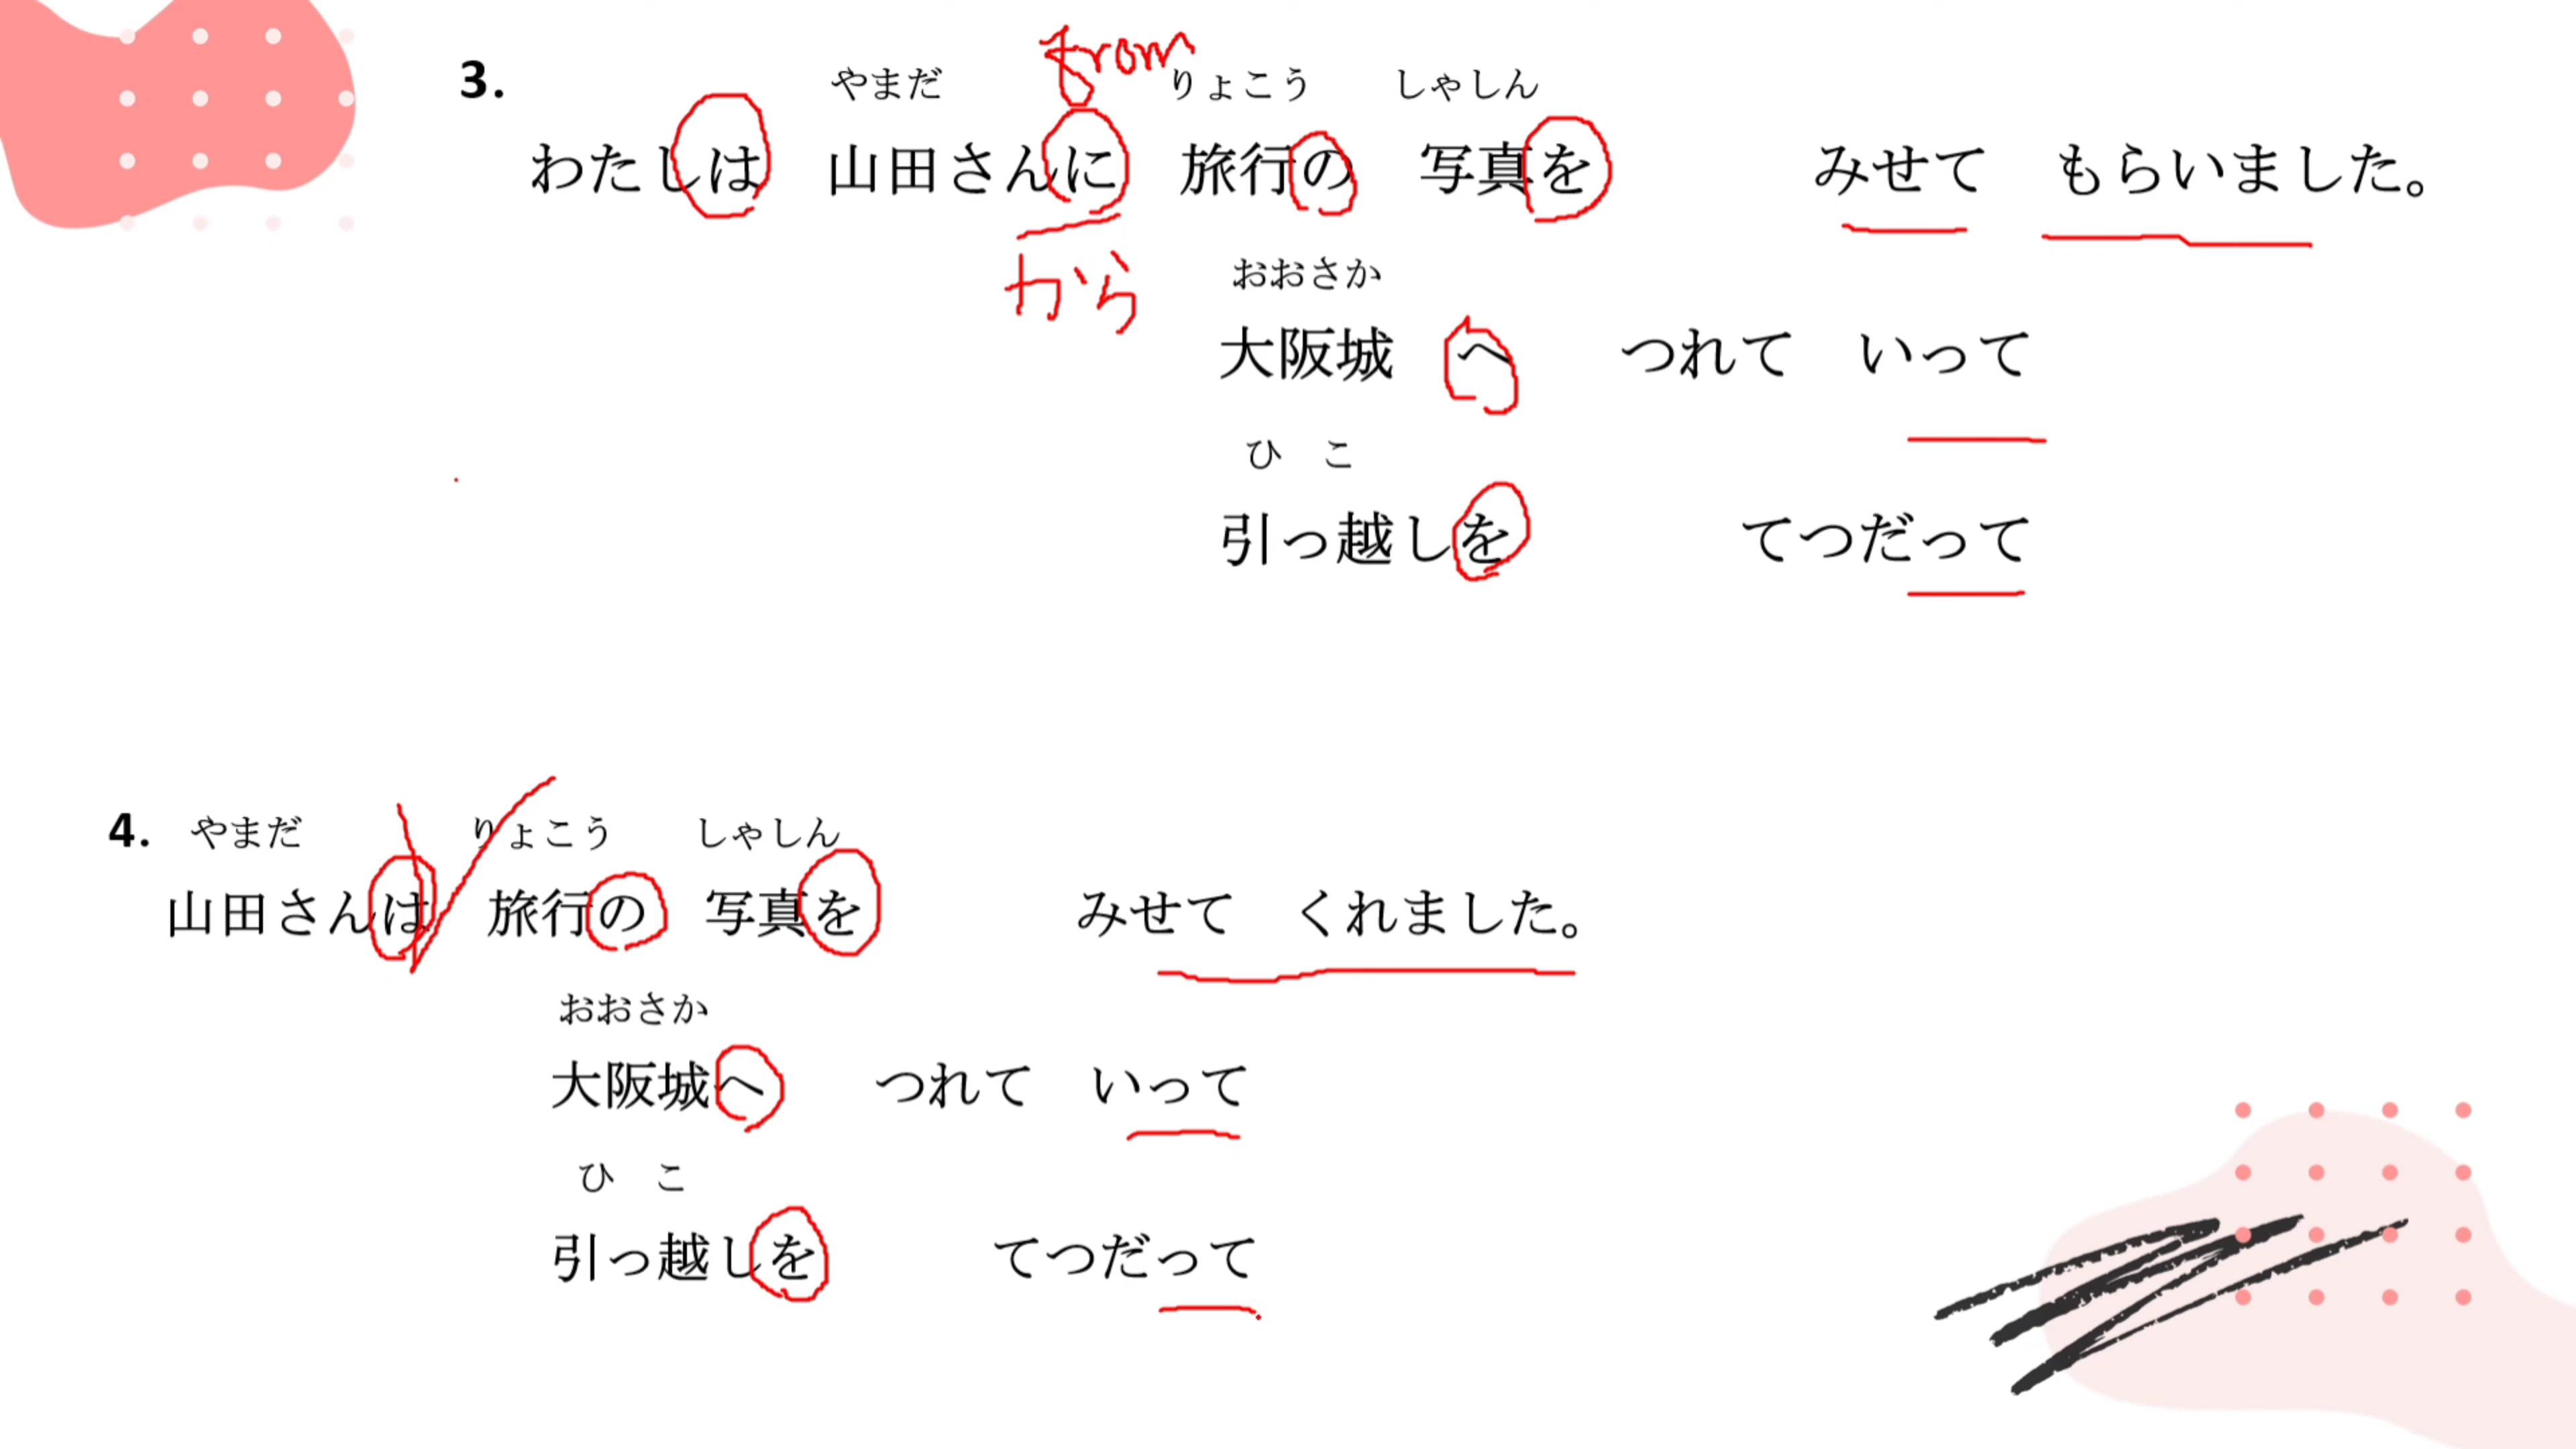 from
3. やまだ りょこう しゃしん
わたしは 山田さんに 旅行の 写真を みせて もらいました。
から
おおさか
大阪城 へ つれて いって
ひ こ
引っ越しを てつだって
4. やまだ りょこう しゃしん
山田さんは 旅行の 写真を みせて くれました。
おおさか
大阪城へ つれて いって
ひ こ
引っ越しを てつだって